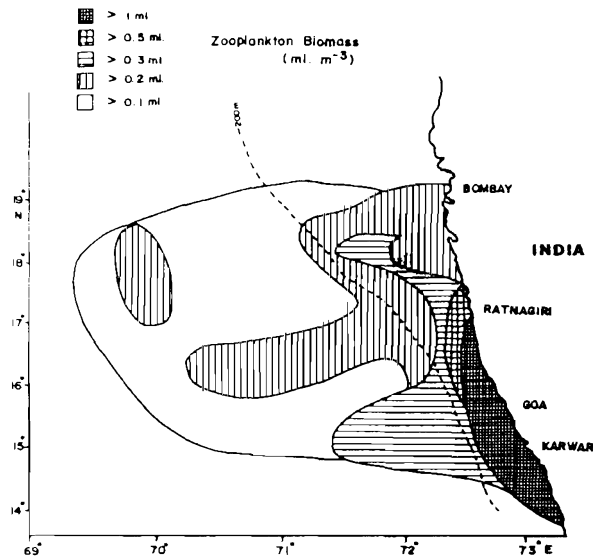 > 1 ml
> 0.5 ml.
> 0.3 ml
> 0.2 ml.
> 0.1 ml
Zooplankton Biomass
(ml. m⁻³)
200m
19°
N
BOMBAY
INDIA
18°
RATNAGIRI
17°
16°
GOA
KARWAR
15°
14°
69° 70° 71° 72° 73° E